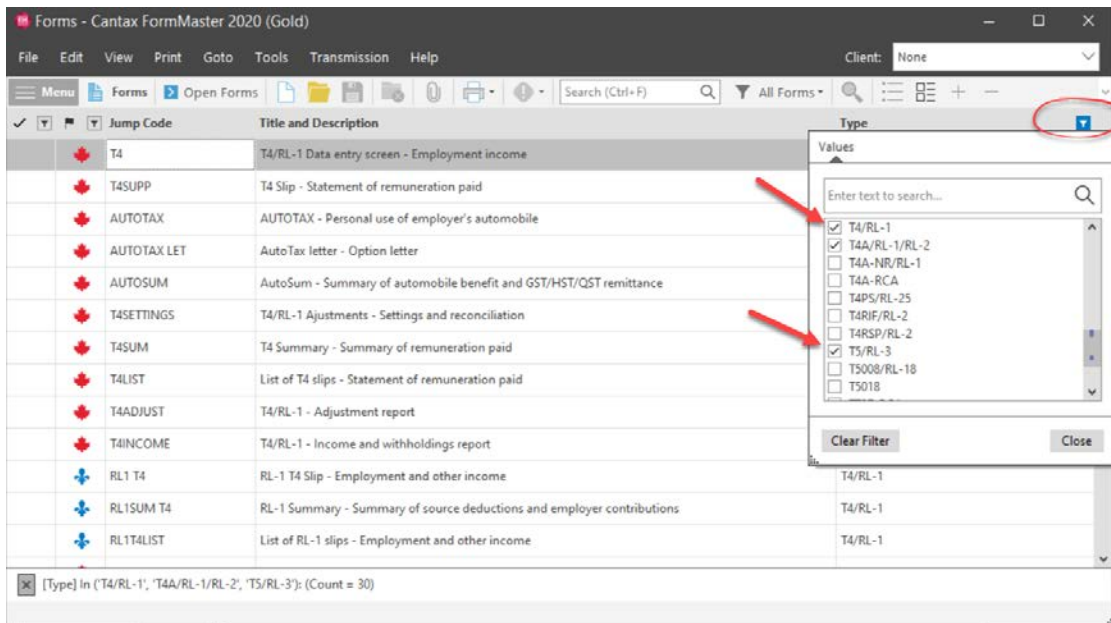 Forms - Cantax FormMaster 2020 (Gold)
File Edit View Print Goto Tools Transmission Help Client: None
Menu Forms Open Forms Search (Ctrl+F) All Forms
Jump Code Title and Description Type
Values
T4 T4/RL-1 Data entry screen - Employment income
T4SUPP T4 Slip - Statement of remuneration paid
AUTOTAX AUTOTAX - Personal use of employer's automobile
AUTOTAX LET AutoTax letter - Option letter
AUTOSUM AutoSum - Summary of automobile benefit and GST/HST/QST remittance
T4SETTINGS T4/RL-1 Ajustments - Settings and reconciliation
T4SUM T4 Summary - Summary of remuneration paid
T4LIST List of T4 slips - Statement of remuneration paid
T4ADJUST T4/RL-1 - Adjustment report
T4INCOME T4/RL-1 - Income and withholdings report
RL1 T4 RL-1 T4 Slip - Employment and other income T4/RL-1
RL1SUM T4 RL-1 Summary - Summary of source deductions and employer contributions T4/RL-1
RL1T4LIST List of RL-1 slips - Employment and other income T4/RL-1
Enter text to search...
T4/RL-1
T4A/RL-1/RL-2
T4A-NR/RL-1
T4A-RCA
T4PS/RL-25
T4RIF/RL-2
T4RSP/RL-2
T5/RL-3
T5008/RL-18
T5018
Clear Filter Close
[Type] In ('T4/RL-1', 'T4A/RL-1/RL-2', 'T5/RL-3'): (Count = 30)